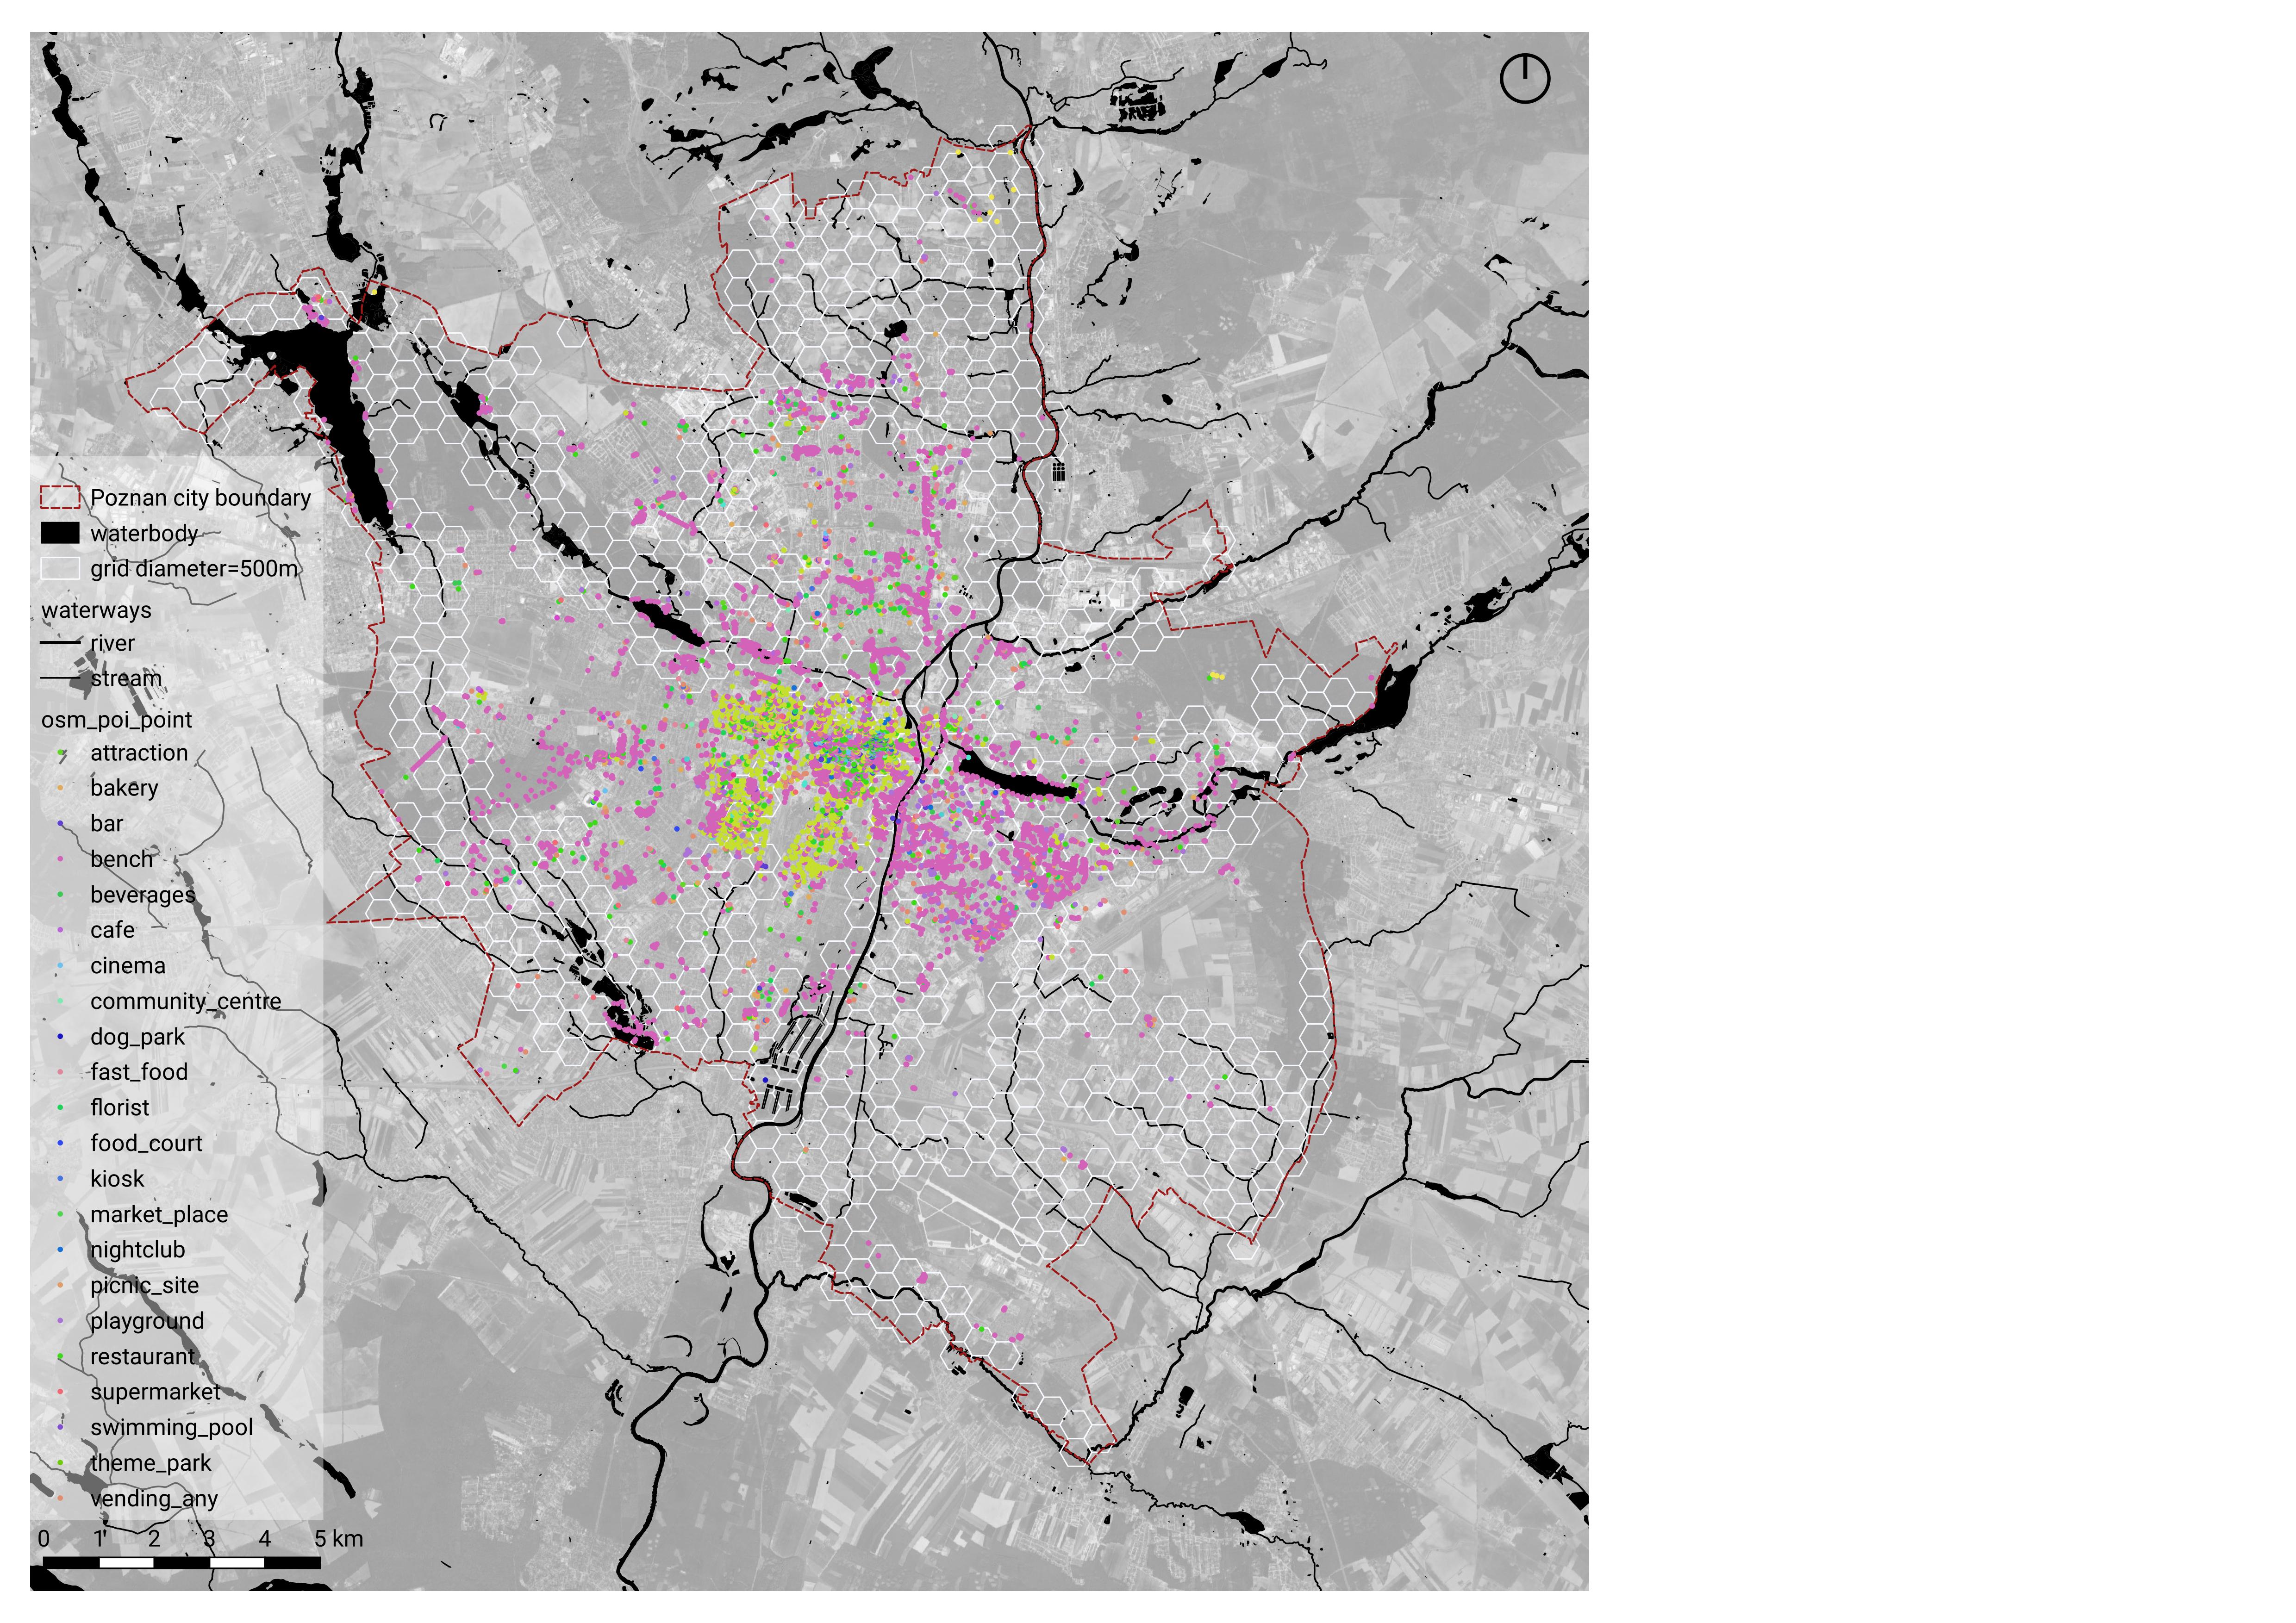 Poznan city boundary
waterbody
grid diameter=500m
waterways
river
stream
osm_poi_point
attraction
bakery
bar
bench
beverages
cafe
cinema
community_centre
dog_park
fast_food
florist
food_court
kiosk
market_place
nightclub
picnic_site
playground
restaurant
supermarket
swimming_pool
theme_park
vending_any
0 1 2 3 4 5 km